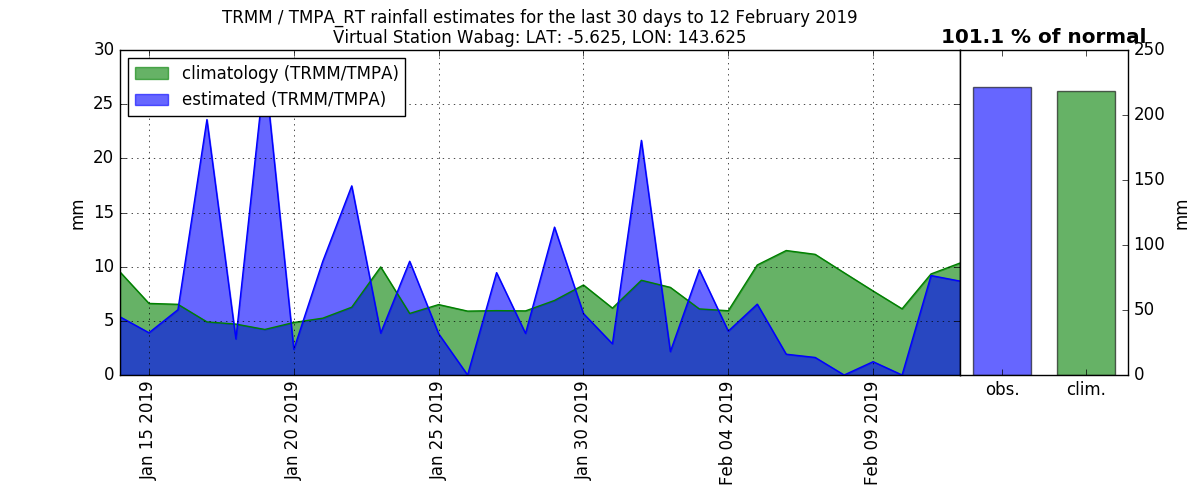 TRMM / TMPA_RT rainfall estimates for the last 30 days to 12 February 2019
Virtual Station Wabag: LAT: -5.625, LON: 143.625
101.1 % of normal
climatology (TRMM/TMPA)
estimated (TRMM/TMPA)
30
25
20
15
10
5
0
mm
Jan 15 2019
Jan 20 2019
Jan 25 2019
Jan 30 2019
Feb 04 2019
Feb 09 2019
obs.
clim.
250
200
150
100
50
0
mm